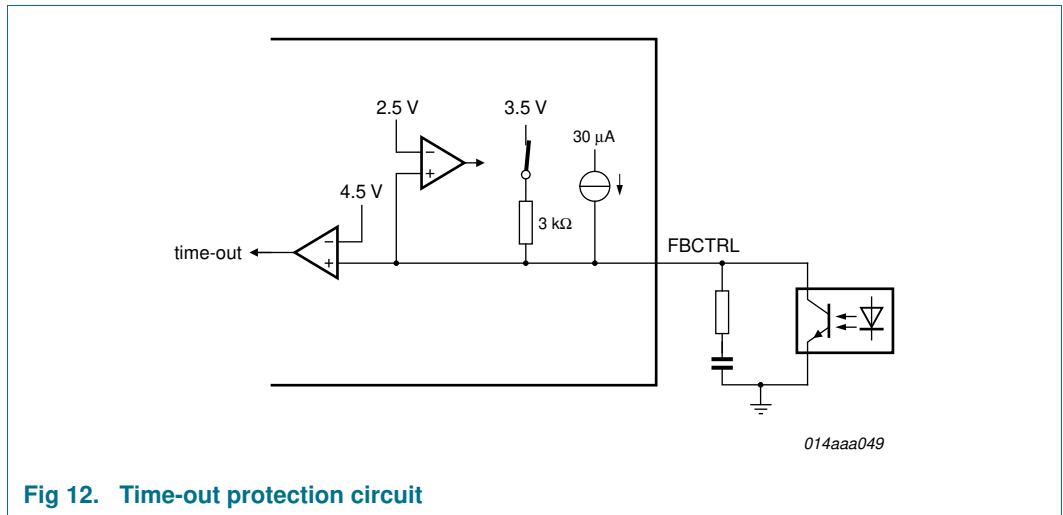 2.5 V
3.5 V
30 μA
−
+
4.5 V
3 kΩ
FBCTRL
time-out
−
+
014aaa049
Fig 12. Time-out protection circuit